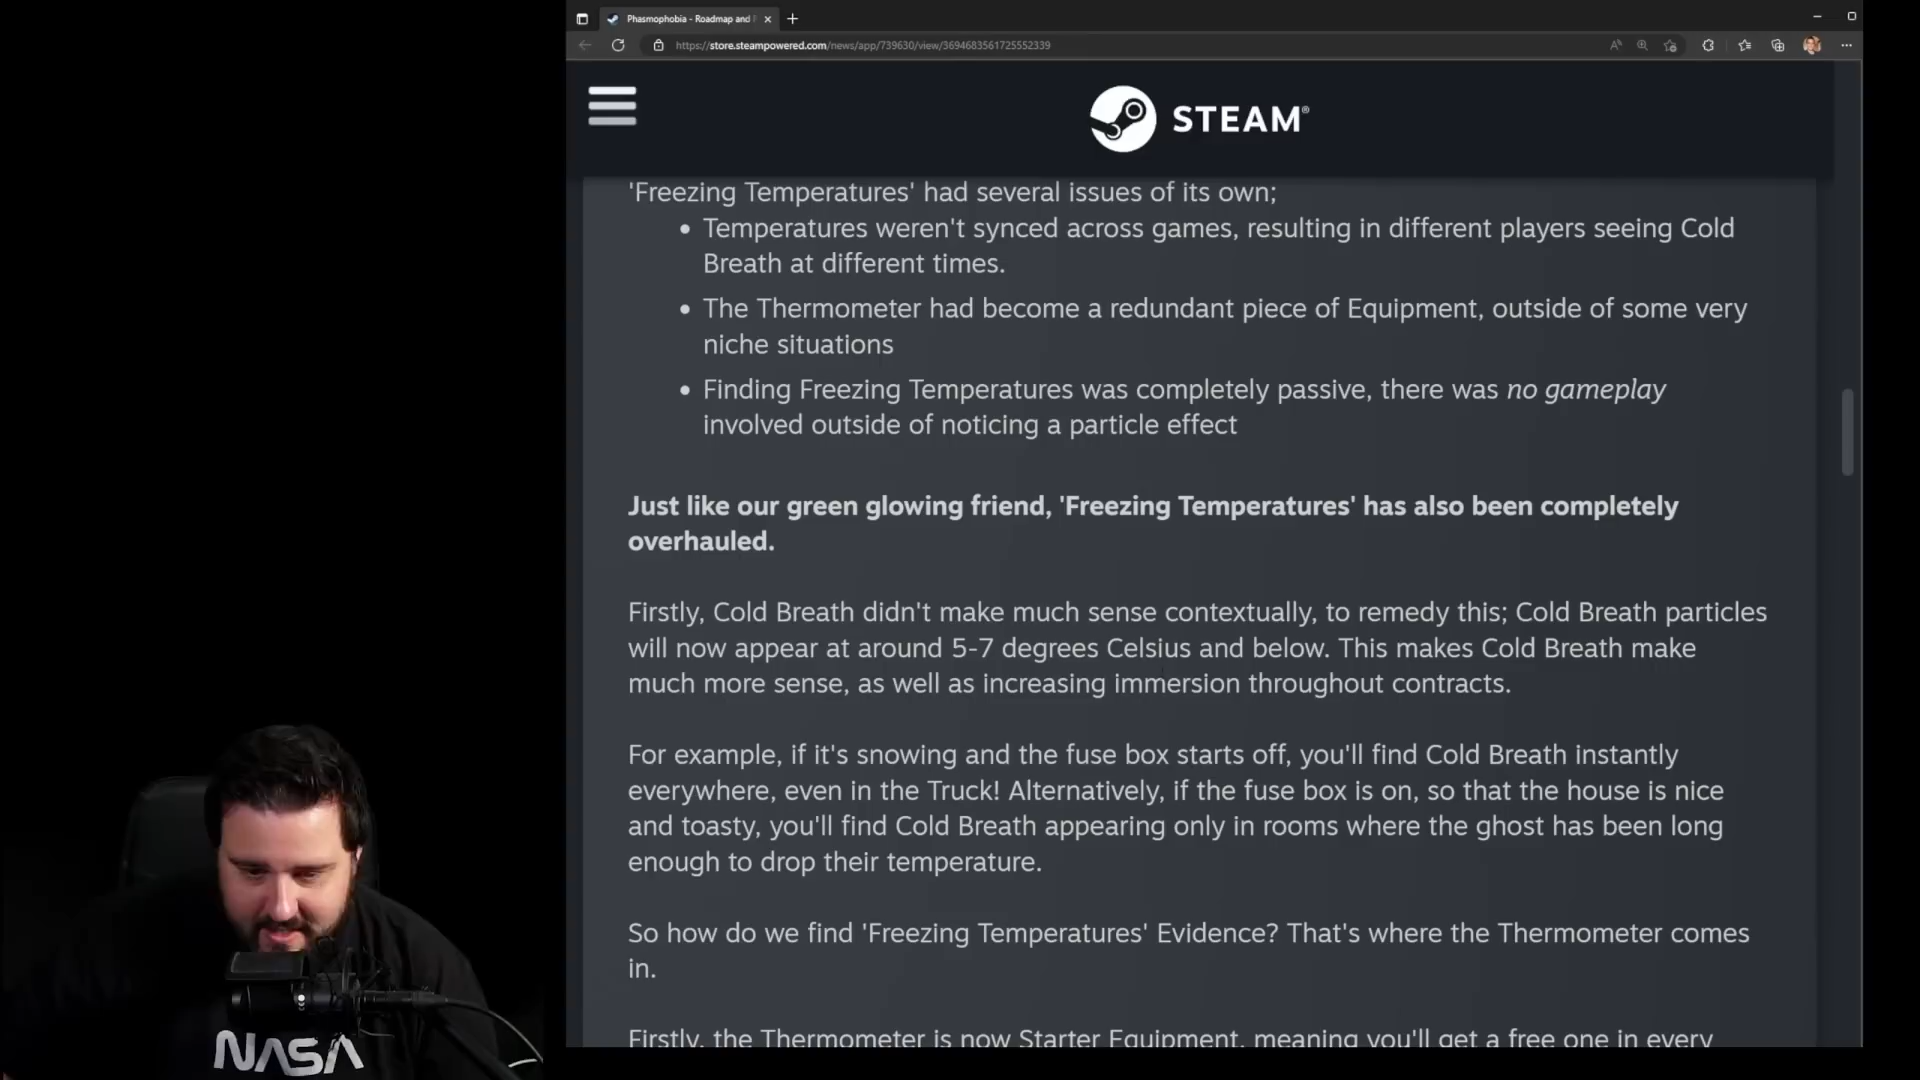 Phasmophobia - Roadmap and
https://store.steampowered.com/news/app/739630/view/3694683561725552339
STEAM®
'Freezing Temperatures' had several issues of its own;
• Temperatures weren't synced across games, resulting in different players seeing Cold
Breath at different times.
• The Thermometer had become a redundant piece of Equipment, outside of some very
niche situations
• Finding Freezing Temperatures was completely passive, there was no gameplay
involved outside of noticing a particle effect
Just like our green glowing friend, 'Freezing Temperatures' has also been completely
overhauled.
Firstly, Cold Breath didn't make much sense contextually, to remedy this; Cold Breath particles
will now appear at around 5-7 degrees Celsius and below. This makes Cold Breath make
much more sense, as well as increasing immersion throughout contracts.
For example, if it's snowing and the fuse box starts off, you'll find Cold Breath instantly
everywhere, even in the Truck! Alternatively, if the fuse box is on, so that the house is nice
and toasty, you'll find Cold Breath appearing only in rooms where the ghost has been long
enough to drop their temperature.
So how do we find 'Freezing Temperatures' Evidence? That's where the Thermometer comes
in.
Firstly, the Thermometer is now Starter Equipment, meaning you'll get a free one in every
NASA